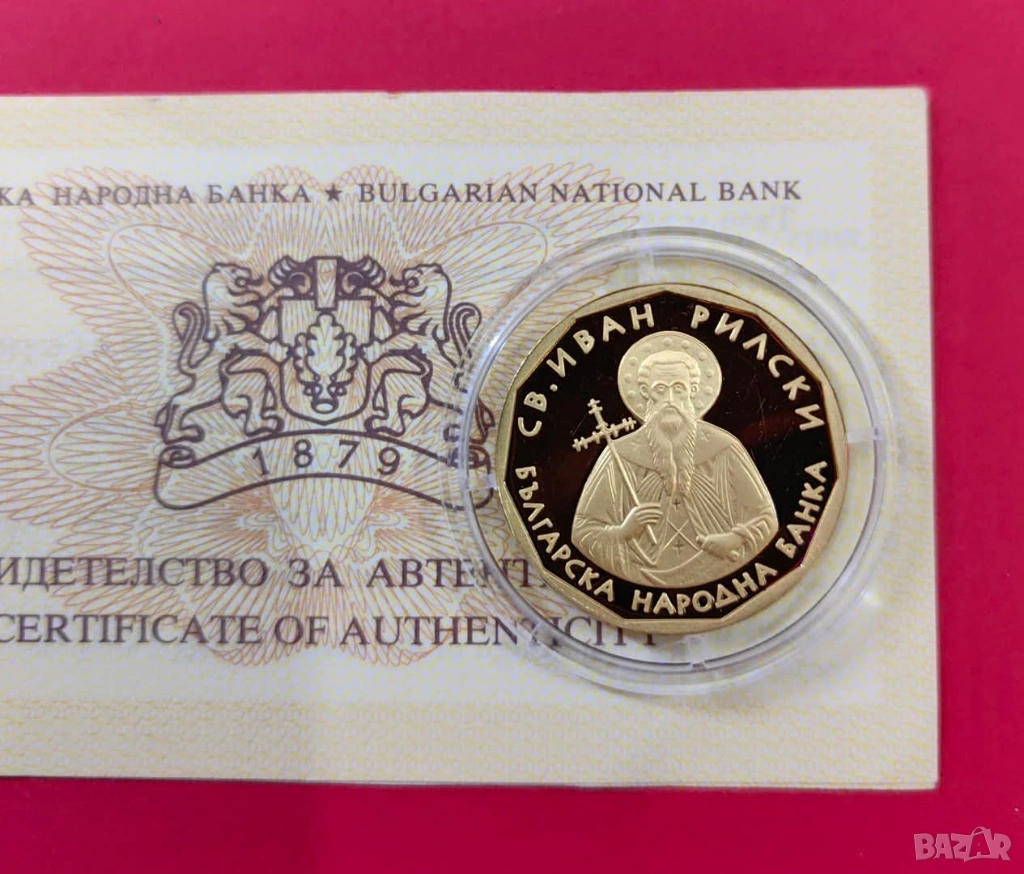 КА НАРОДНА БАНКА ★ BULGARIAN NATIONAL BANK
1879
ИДЕТЕЛСТВО ЗА АВТЕНТ
CERTIFICATE OF AUTHENTICITY
СВ. ИВАН РИЛСКИ
БЪЛГАРСКА НАРОДНА БАНКА
BAZAR